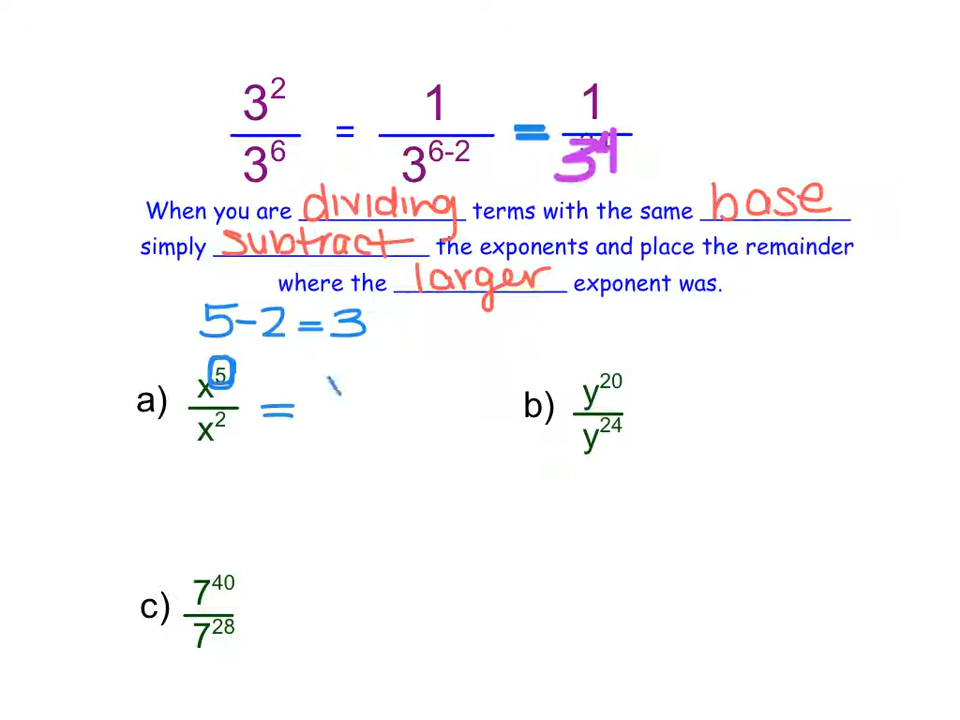 3² / 3⁶ = 1 / 3⁶⁻² = 1 / 3⁴
When you are dividing terms with the same base
simply subtract the exponents and place the remainder
where the larger exponent was.
5-2=3
a) x⁵ / x² =
b) y²⁰ / y²⁴
c) 7⁴⁰ / 7²⁸